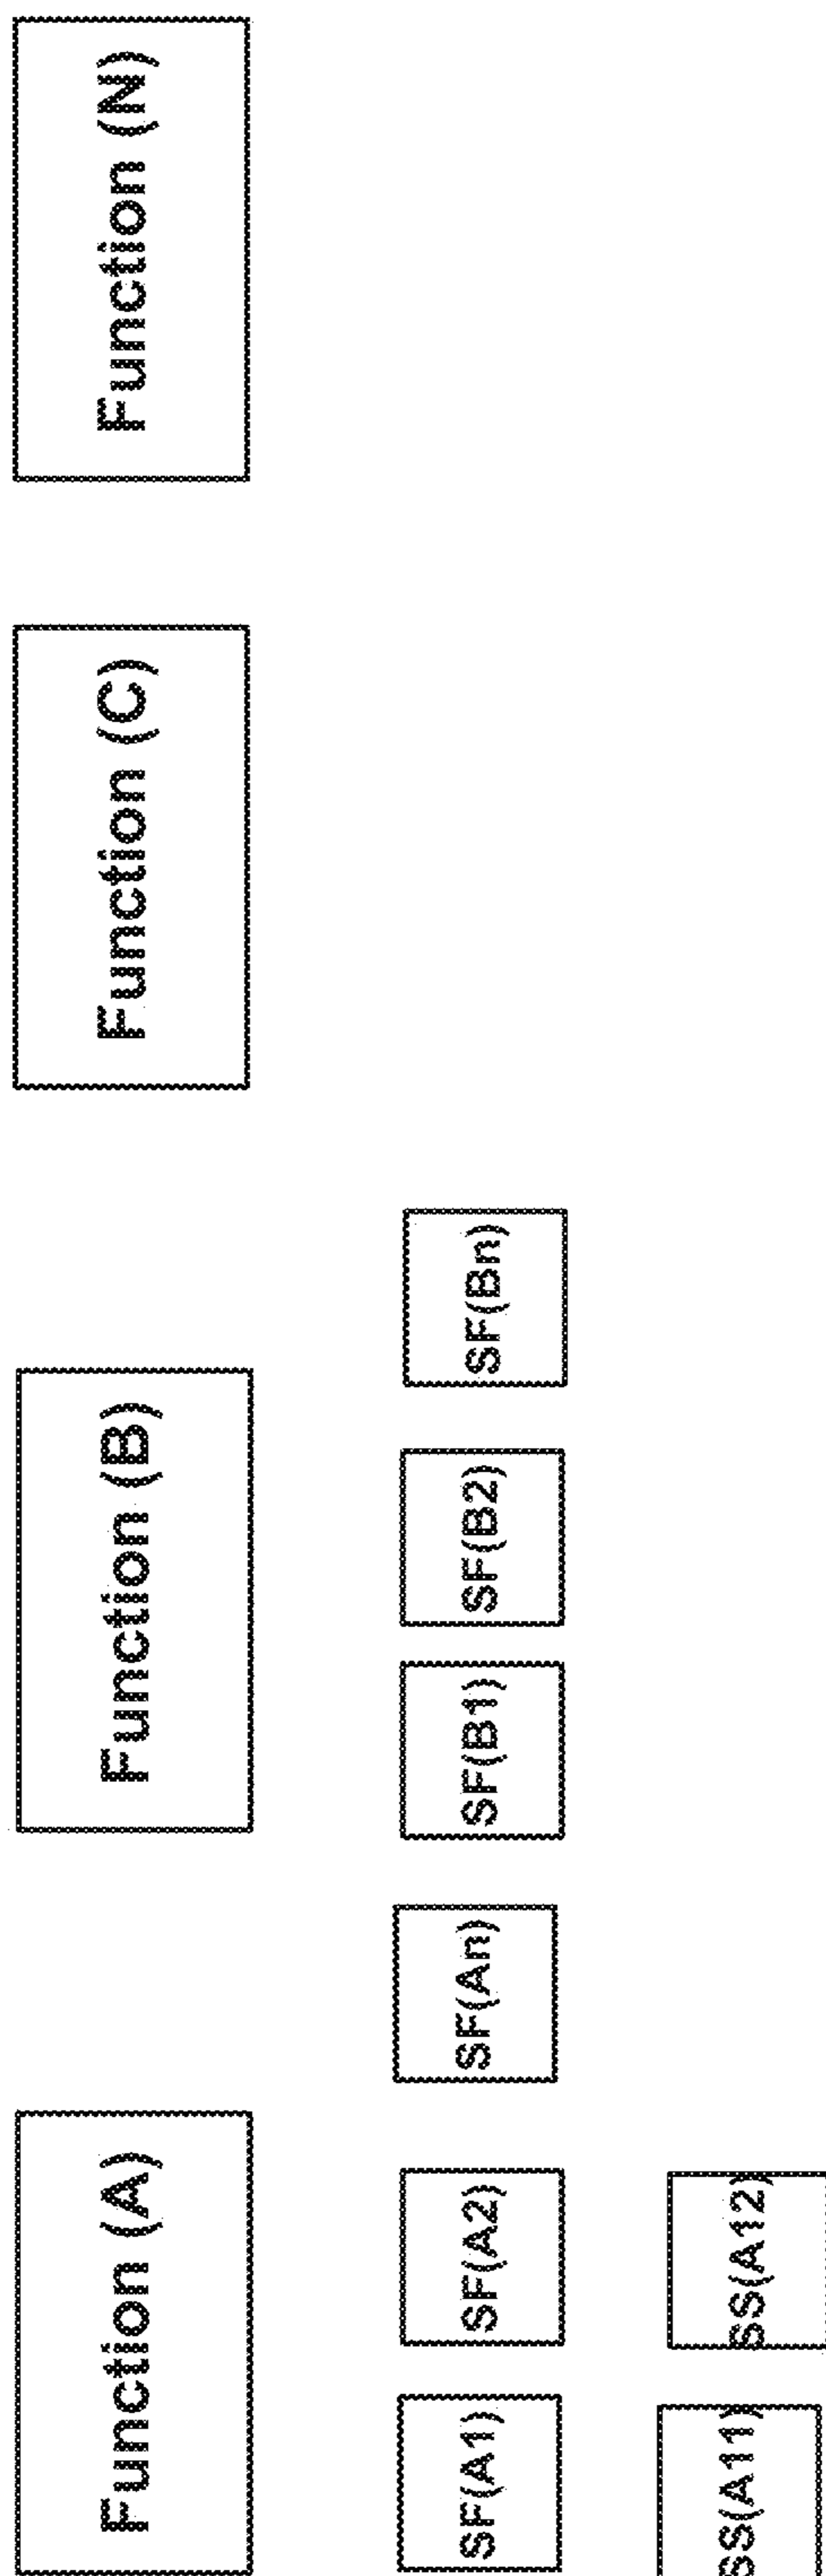 Function (A)
Function (B)
Function (C)
Function (N)
SF(A1)
SF(A2)
SF(An)
SF(B1)
SF(B2)
SF(Bn)
SS(A11)
SS(A12)